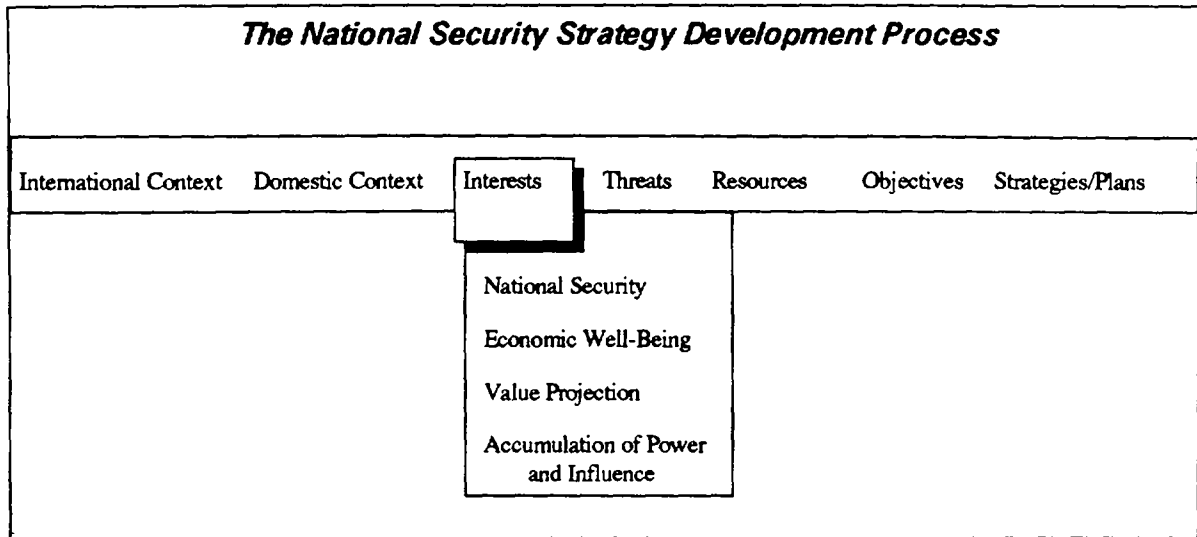 The National Security Strategy Development Process
International Context Domestic Context Interests Threats Resources Objectives Strategies/Plans
National Security
Economic Well-Being
Value Projection
Accumulation of Power
and Influence